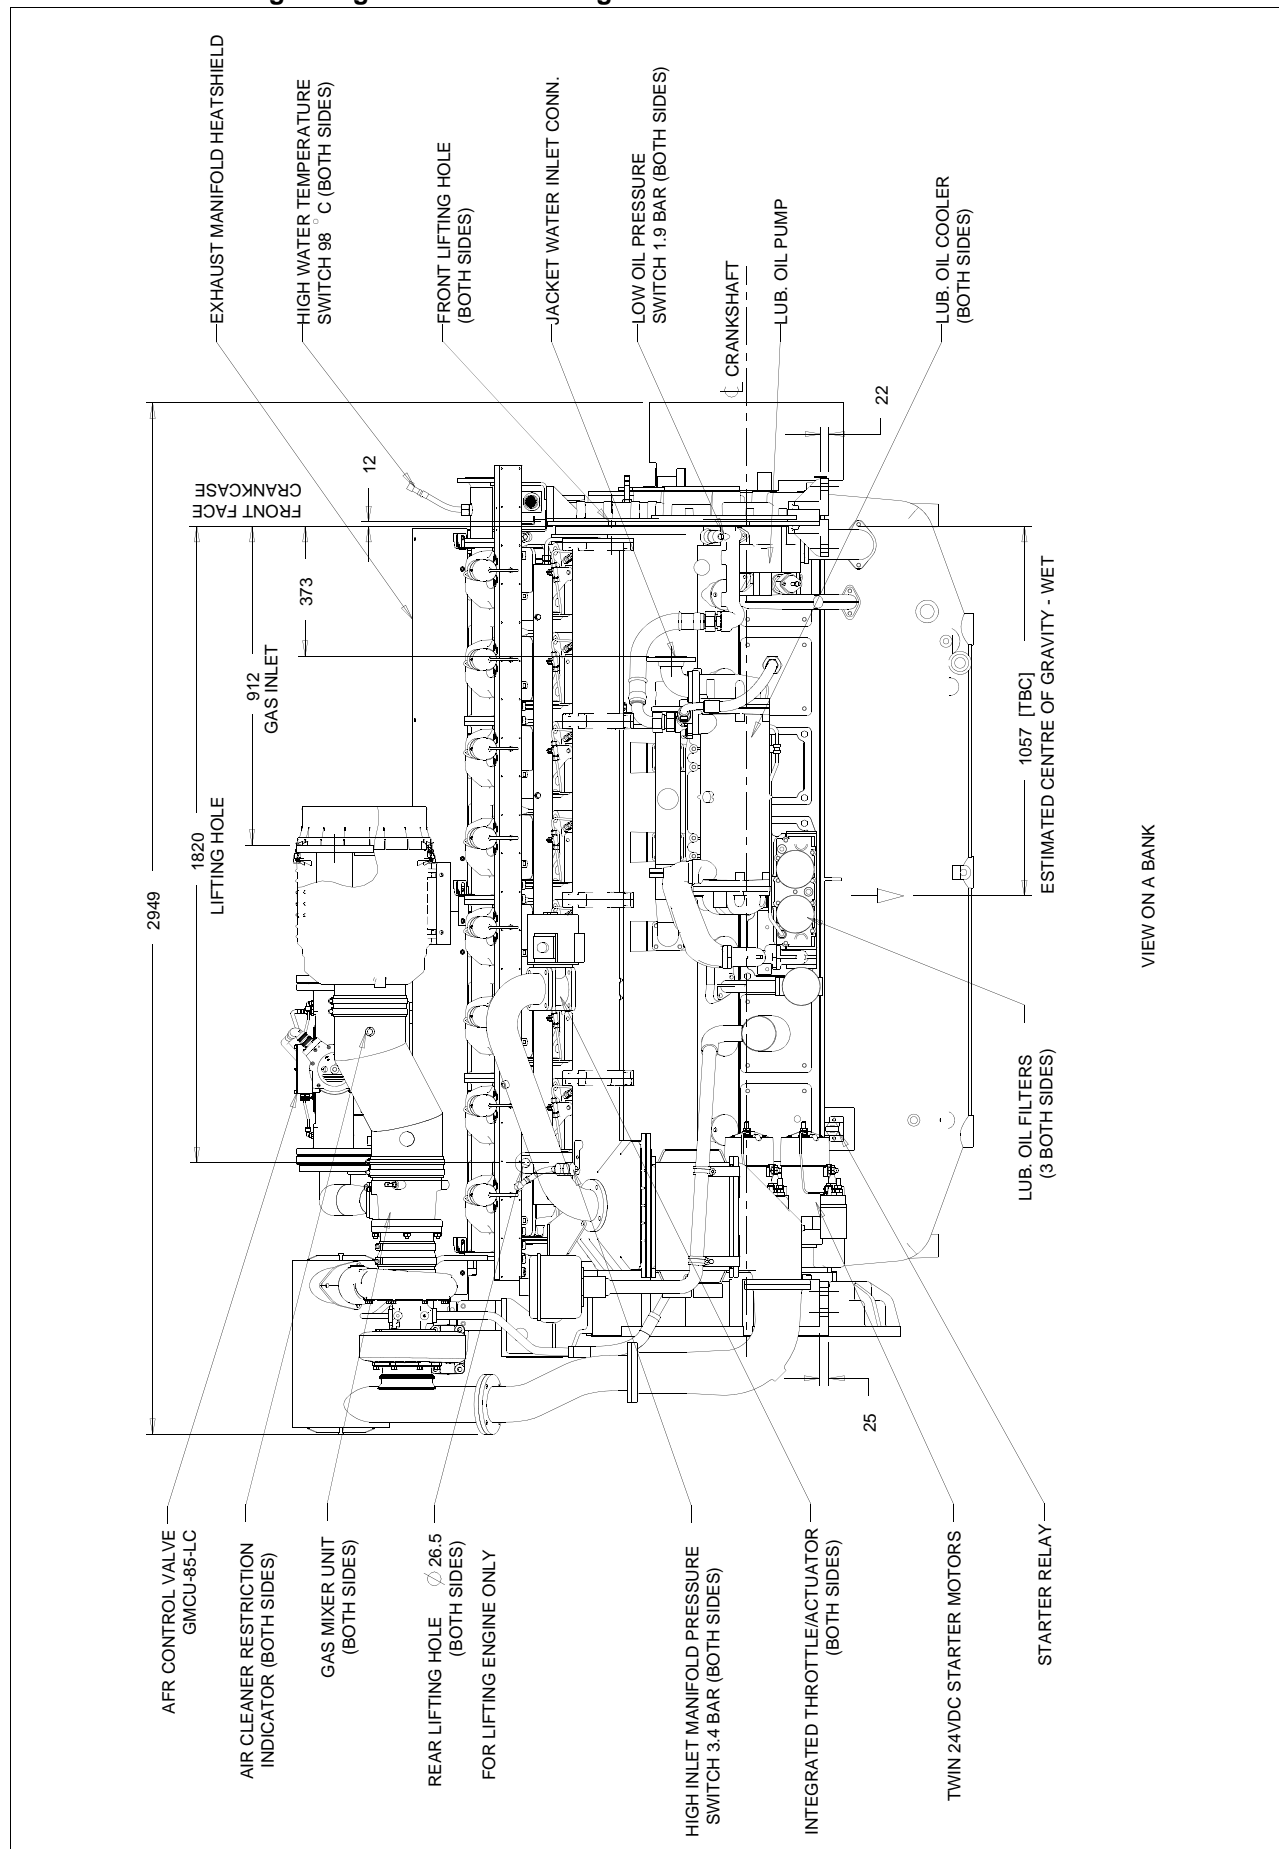 EXHAUST MANIFOLD HEATSHIELD
HIGH WATER TEMPERATURE
SWITCH 98 ° C (BOTH SIDES)
FRONT LIFTING HOLE
(BOTH SIDES)
JACKET WATER INLET CONN.
LOW OIL PRESSURE
SWITCH 1.9 BAR (BOTH SIDES)
CRANKSHAFT
LUB. OIL PUMP
LUB. OIL COOLER
(BOTH SIDES)
22
12
FRONT FACE
CRANKCASE
373
912
GAS INLET
1820
LIFTING HOLE
2949
1057 [TBC]
ESTIMATED CENTRE OF GRAVITY - WET
VIEW ON A BANK
25
AFR CONTROL VALVE
GMCU-85-LC
AIR CLEANER RESTRICTION
INDICATOR (BOTH SIDES)
GAS MIXER UNIT
(BOTH SIDES)
REAR LIFTING HOLE ∅ 26.5
(BOTH SIDES)
FOR LIFTING ENGINE ONLY
HIGH INLET MANIFOLD PRESSURE
SWITCH 3.4 BAR (BOTH SIDES)
INTEGRATED THROTTLE/ACTUATOR
(BOTH SIDES)
TWIN 24VDC STARTER MOTORS
STARTER RELAY
LUB. OIL FILTERS
(3 BOTH SIDES)